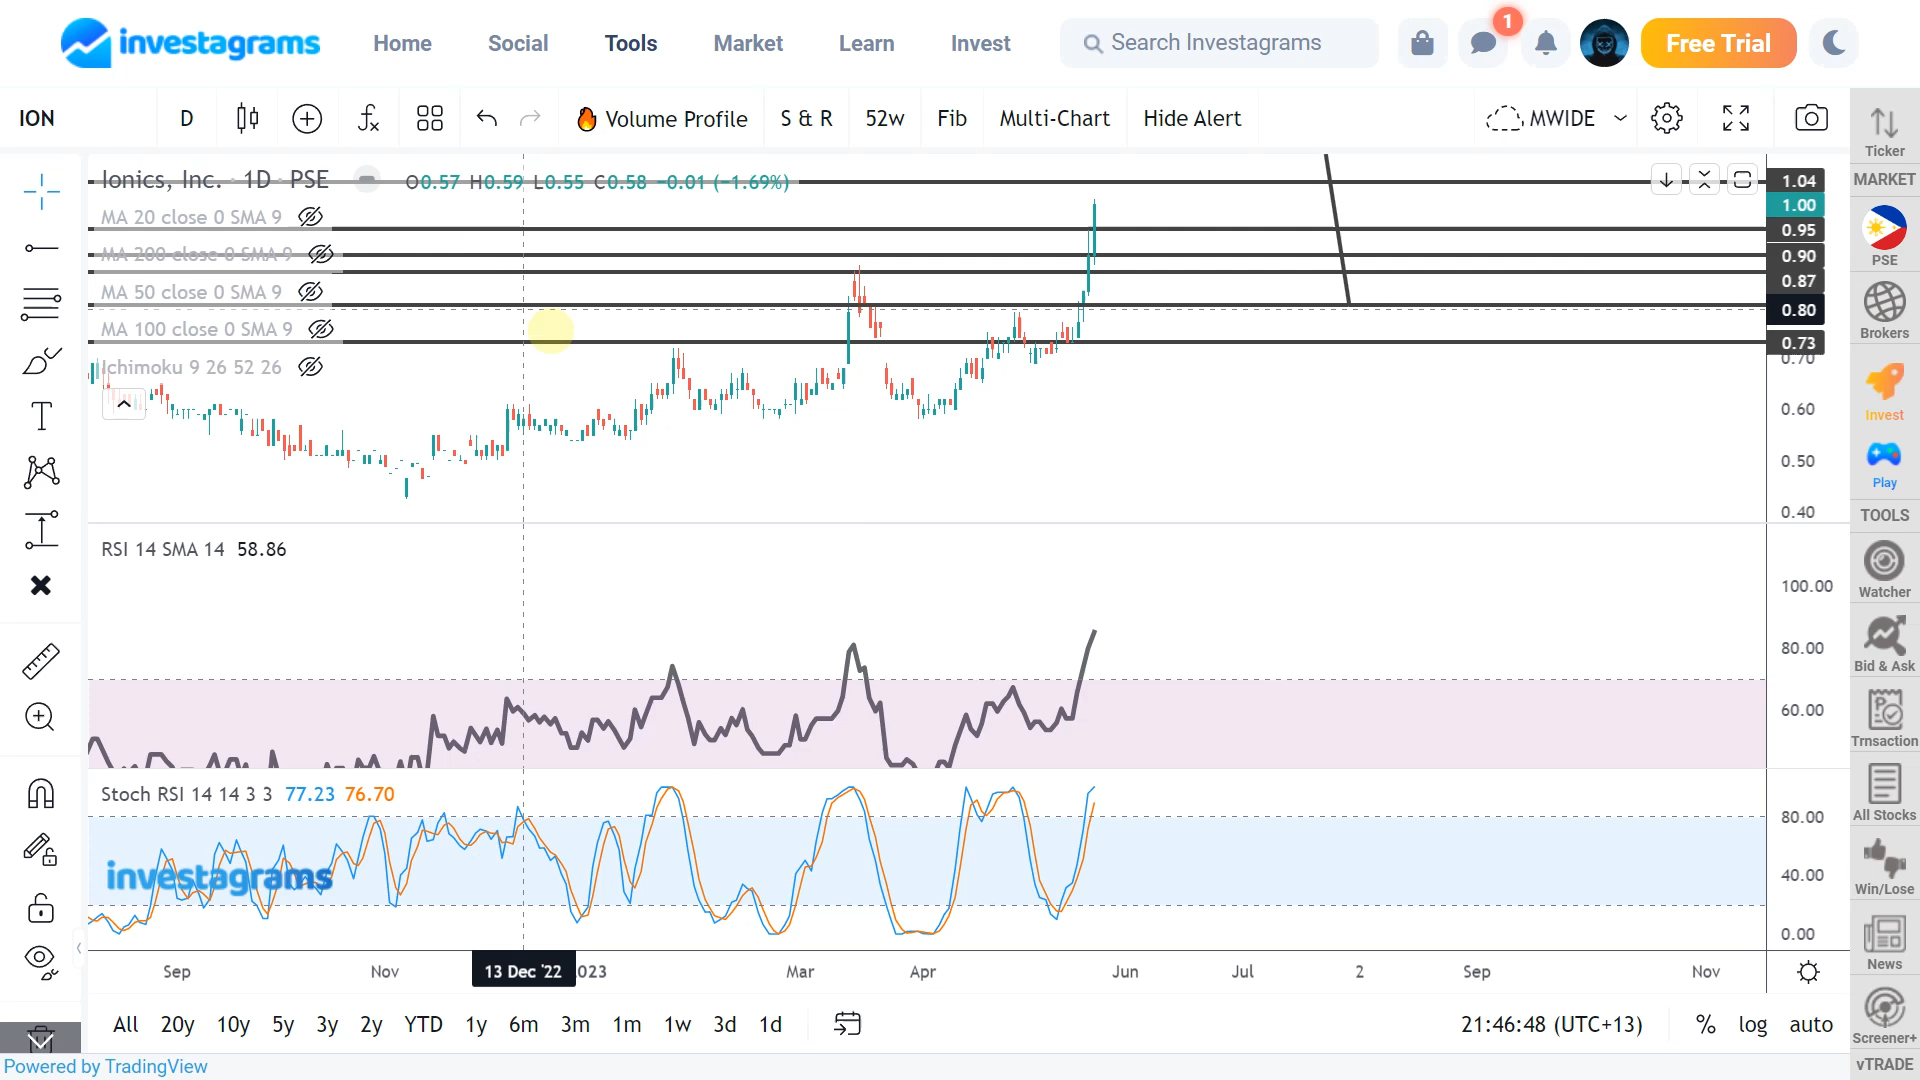 investagrams Home Social Tools Market Learn Invest Search Investagrams 1 Free Trial
ION D Volume Profile S & R 52w Fib Multi-Chart Hide Alert MWIDE
Ionics, Inc. · 1D · PSE O0.57 H0.59 L0.55 C0.58 −0.01 (−1.69%)
MA 20 close 0 SMA 9
MA 200 close 0 SMA 9
MA 50 close 0 SMA 9
MA 100 close 0 SMA 9
Ichimoku 9 26 52 26
1.04
1.00
0.95
0.90
0.87
0.80
0.73
0.70
0.60
0.50
0.40
RSI 14 SMA 14 58.86
100.00
80.00
60.00
Stoch RSI 14 14 3 3 77.23 76.70
investagrams
80.00
40.00
0.00
Sep Nov 13 Dec '22 2023 Mar Apr Jun Jul 2 Sep Nov
All 20y 10y 5y 3y 2y YTD 1y 6m 3m 1m 1w 3d 1d 21:46:48 (UTC+13) % log auto
Powered by TradingView
Ticker
MARKET
PSE
Brokers
Invest
Play
TOOLS
Watcher
Bid & Ask
Trnsaction
All Stocks
Win/Lose
News
Screener+
vTRADE